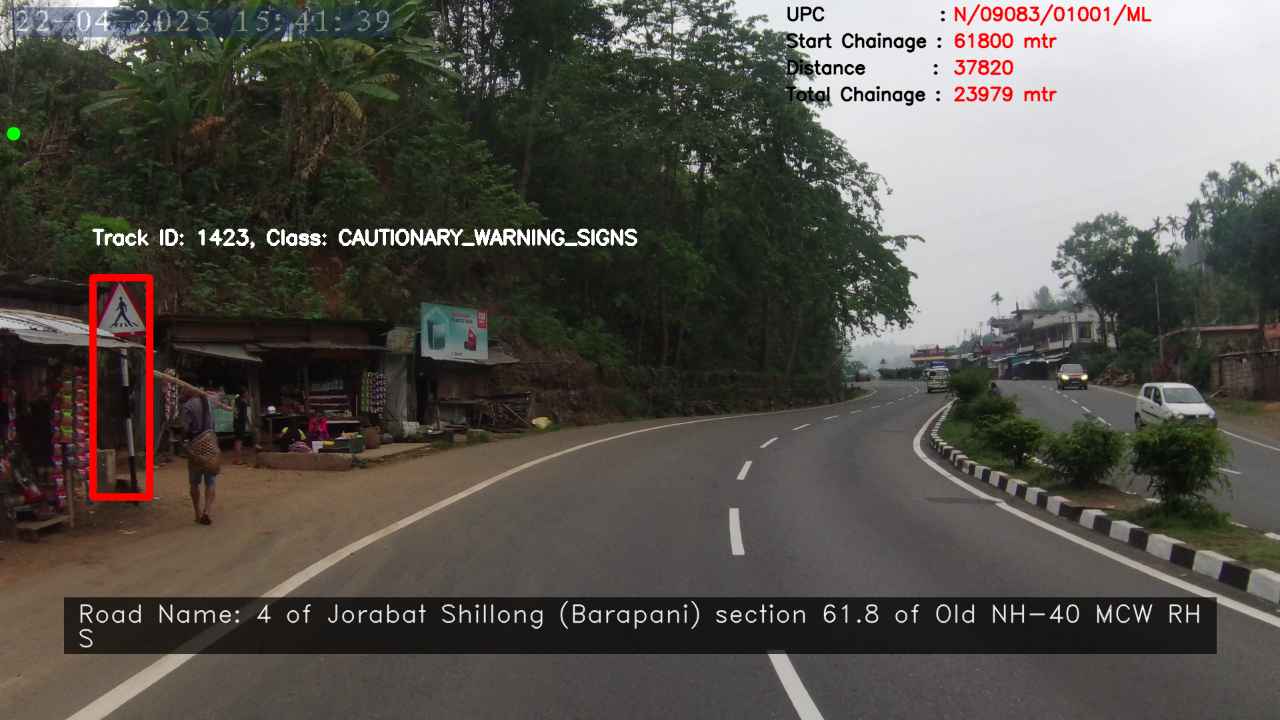 22-04-2025 15:41:39
UPC : N/09083/01001/ML
Start Chainage : 61800 mtr
Distance : 37820
Total Chainage : 23979 mtr
Track ID: 1423, Class: CAUTIONARY_WARNING_SIGNS
Road Name: 4 of Jorabat Shillong (Barapani) section 61.8 of Old NH-40 MCW RH
S